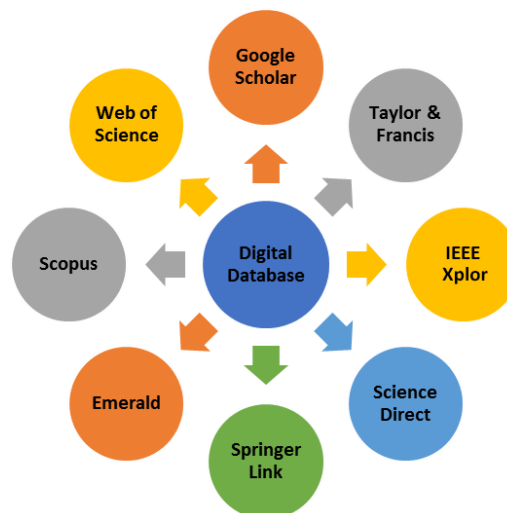 Google
Scholar
Web of
Science
Taylor &
Francis
Scopus
Digital
Database
IEEE
Xplor
Emerald
Science
Direct
Springer
Link